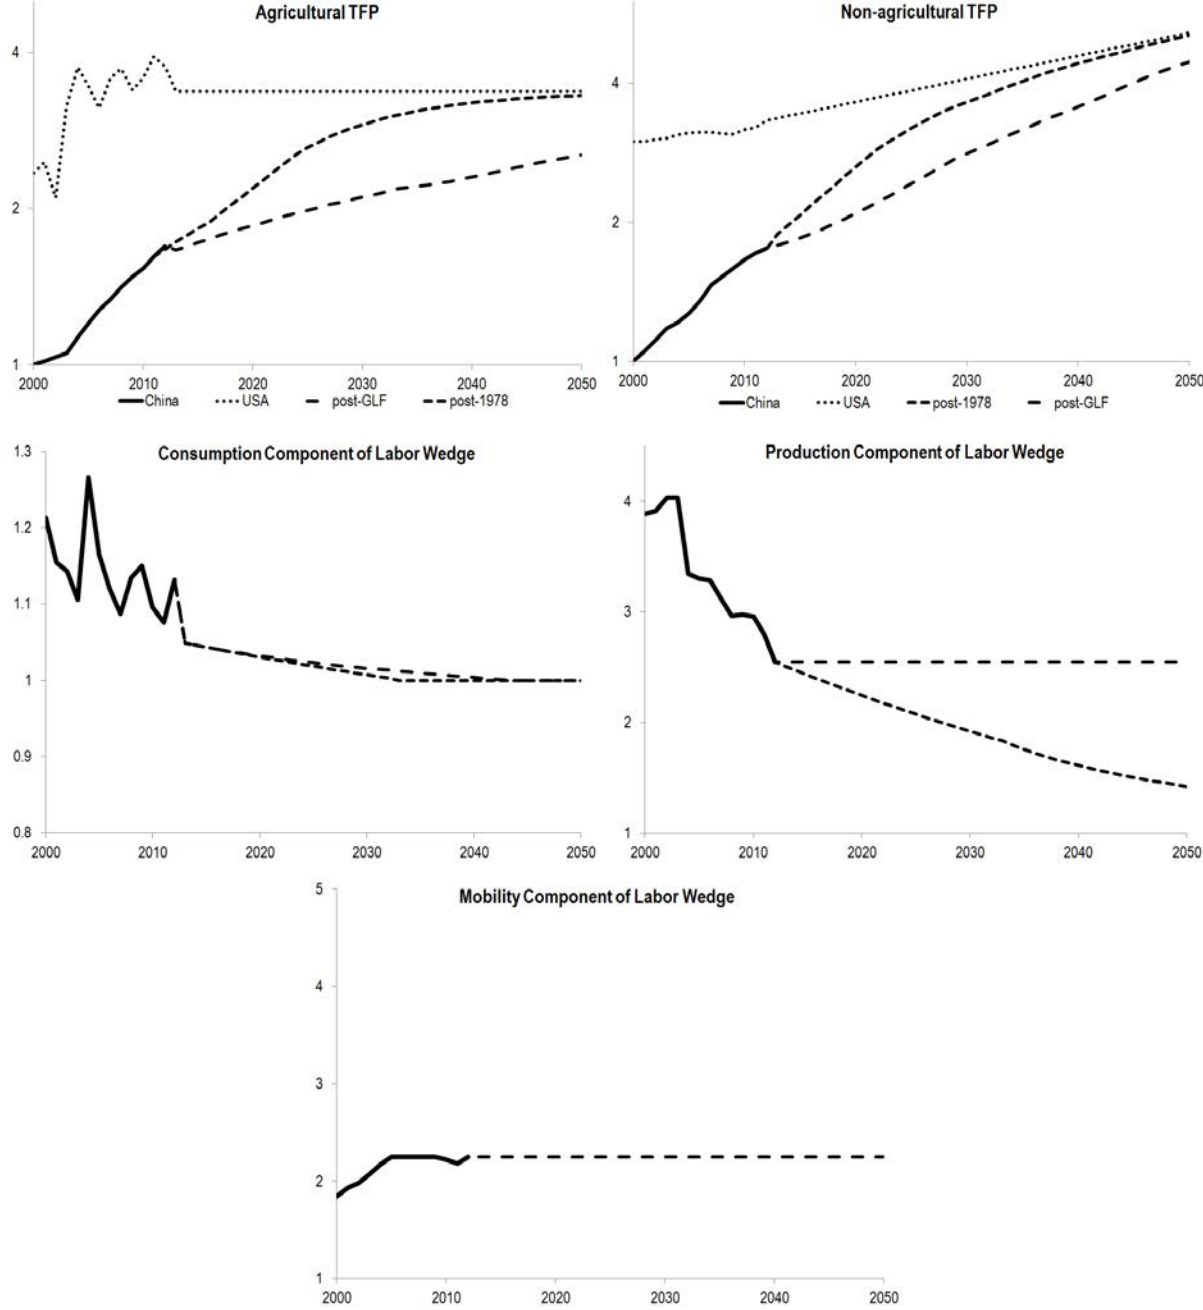 Agricultural TFP
4
2
1
2000 2010 2020 2030 2040 2050
China USA post-GLF post-1978
Non-agricultural TFP
4
2
1
2000 2010 2020 2030 2040 2050
China USA post-1978 post-GLF
Consumption Component of Labor Wedge
1.3
1.2
1.1
1
0.9
0.8
2000 2010 2020 2030 2040 2050
Production Component of Labor Wedge
4
3
2
1
2000 2010 2020 2030 2040 2050
Mobility Component of Labor Wedge
5
4
3
2
1
2000 2010 2020 2030 2040 2050